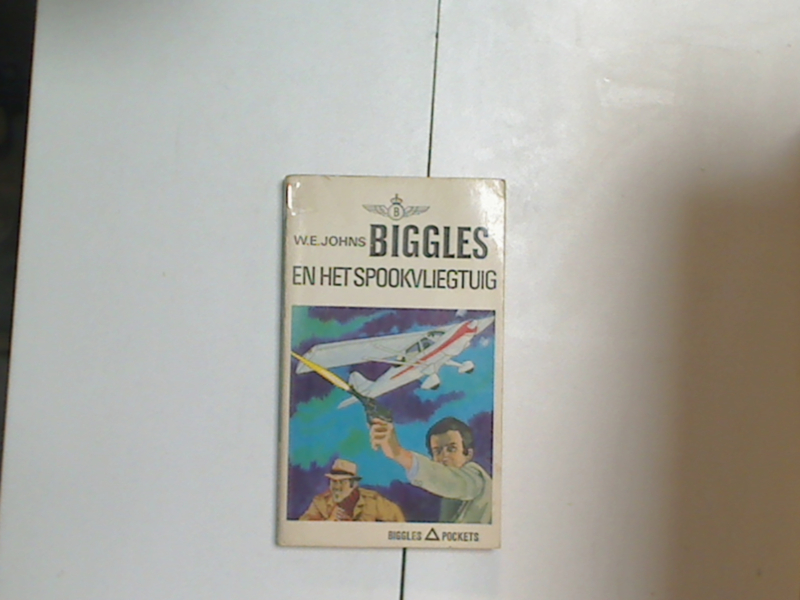 B
W.E. JOHNS BIGGLES
EN HET SPOOKVLIEGTUIG
BIGGLES POCKETS